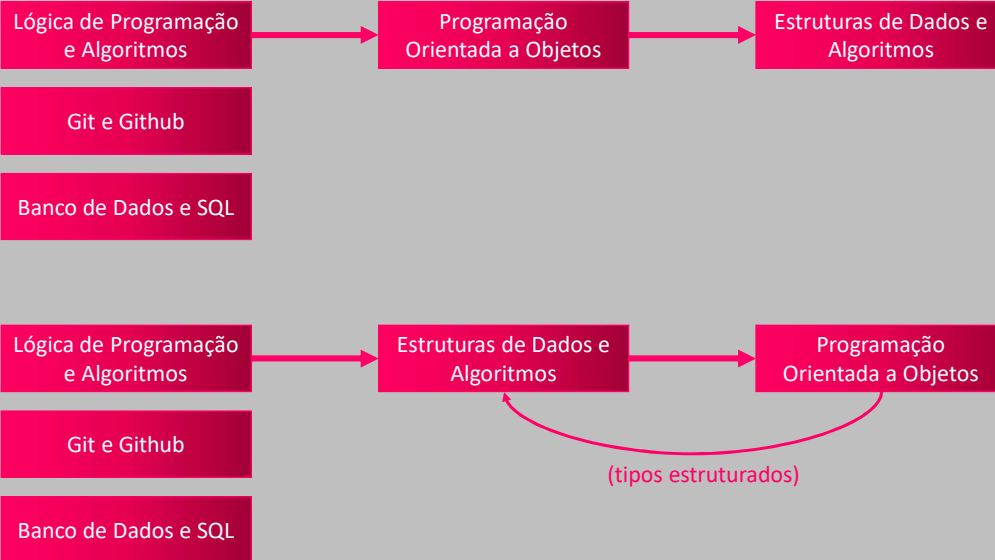 Lógica de Programação
e Algoritmos
Programação
Orientada a Objetos
Estruturas de Dados e
Algoritmos
Git e Github
Banco de Dados e SQL
Lógica de Programação
e Algoritmos
Estruturas de Dados e
Algoritmos
Programação
Orientada a Objetos
Git e Github
(tipos estruturados)
Banco de Dados e SQL